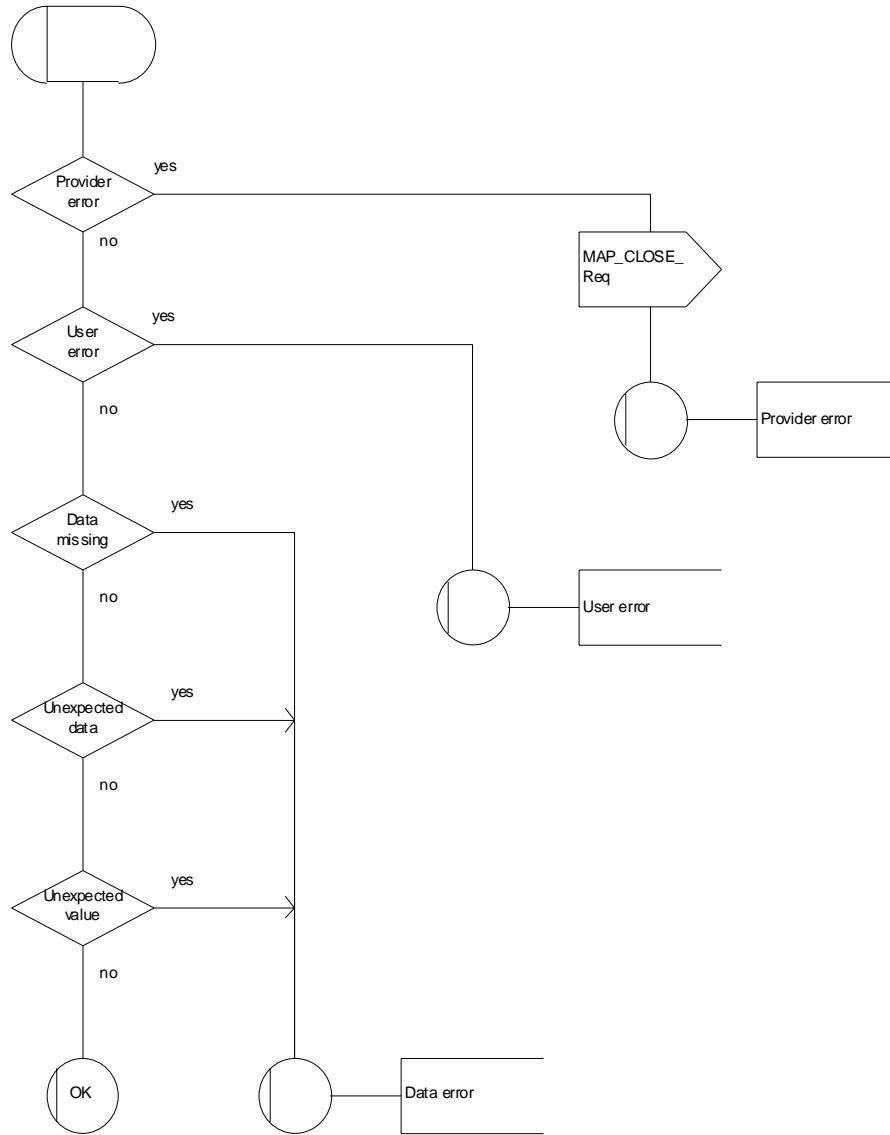 yes
Provider
error
no
MAP_CLOSE_
Req
yes
User
error
no
Provider error
yes
Data
missing
no
User error
yes
Unexpected
data
no
yes
Unexpected
value
no
OK
Data error